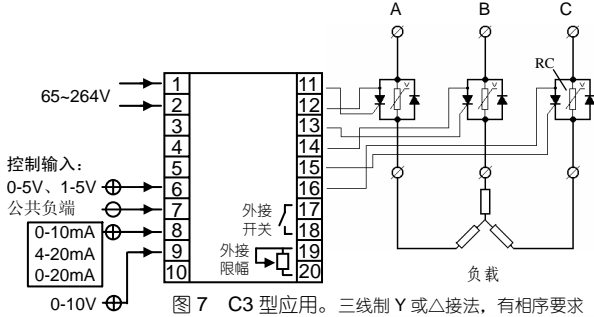 A B C
RC
65~264V
1 11
2 12
3 13
4 14
5 15
控制输入：
0-5V、1-5V
6 16
公共负端
7 外接 17
8 开关 18
0-10mA
4-20mA
0-20mA
9 外接 19
10 限幅 20
负载
0-10V
图 7 C3 型应用。三线制 Y 或△接法，有相序要求